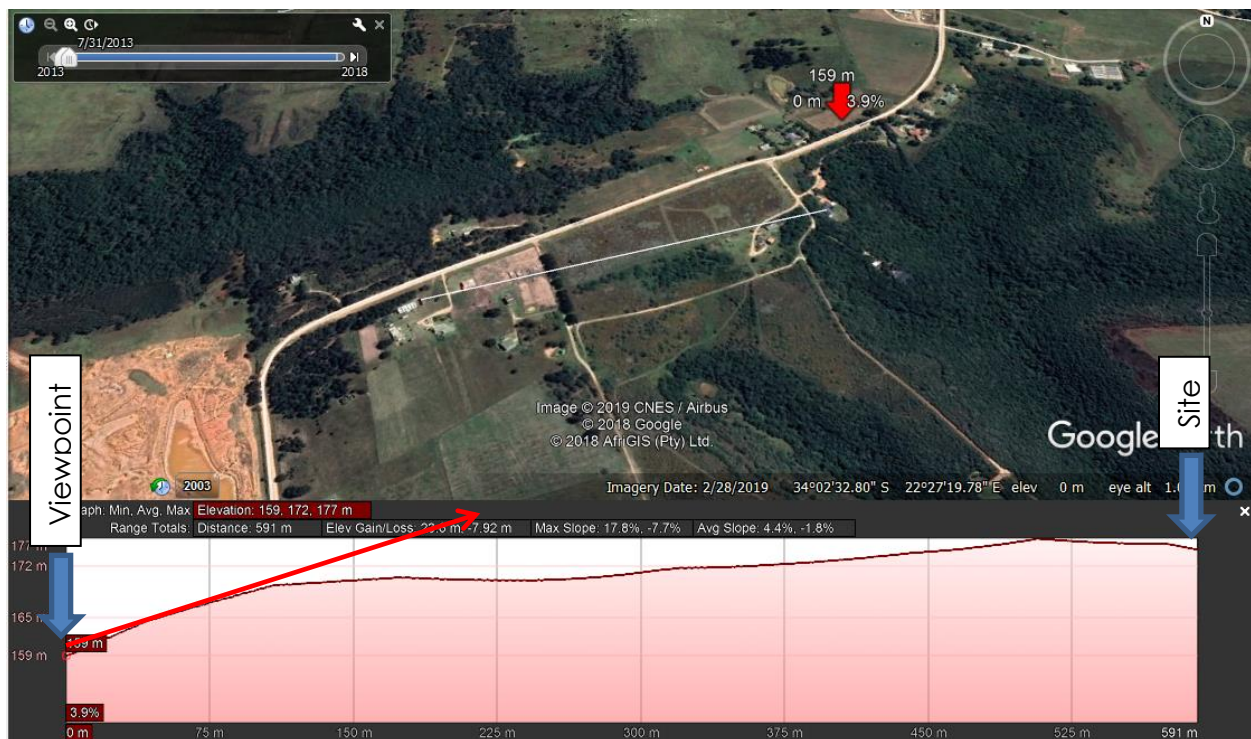 N
7/31/2013
2013
2018
159 m
0 m
3.9%
Image © 2019 CNES / Airbus
© 2018 Google
© 2018 AfriGIS (Pty) Ltd.
Google
th
Viewpoint
Site
2003
Imagery Date: 2/28/2019 34°02'32.80" S 22°27'19.78" E elev 0 m eye alt
aph: Min, Avg, Max Elevation: 159, 172, 177 m
Range Totals: Distance: 591 m Elev Gain/Loss: m, -7.92 m Max Slope: 17.8%, -7.7% Avg Slope: 4.4%, -1.8%
177 m
172 m
165 m
159 m
159 m
3.9%
0 m
75 m
150 m
225 m
300 m
375 m
450 m
525 m
591 m